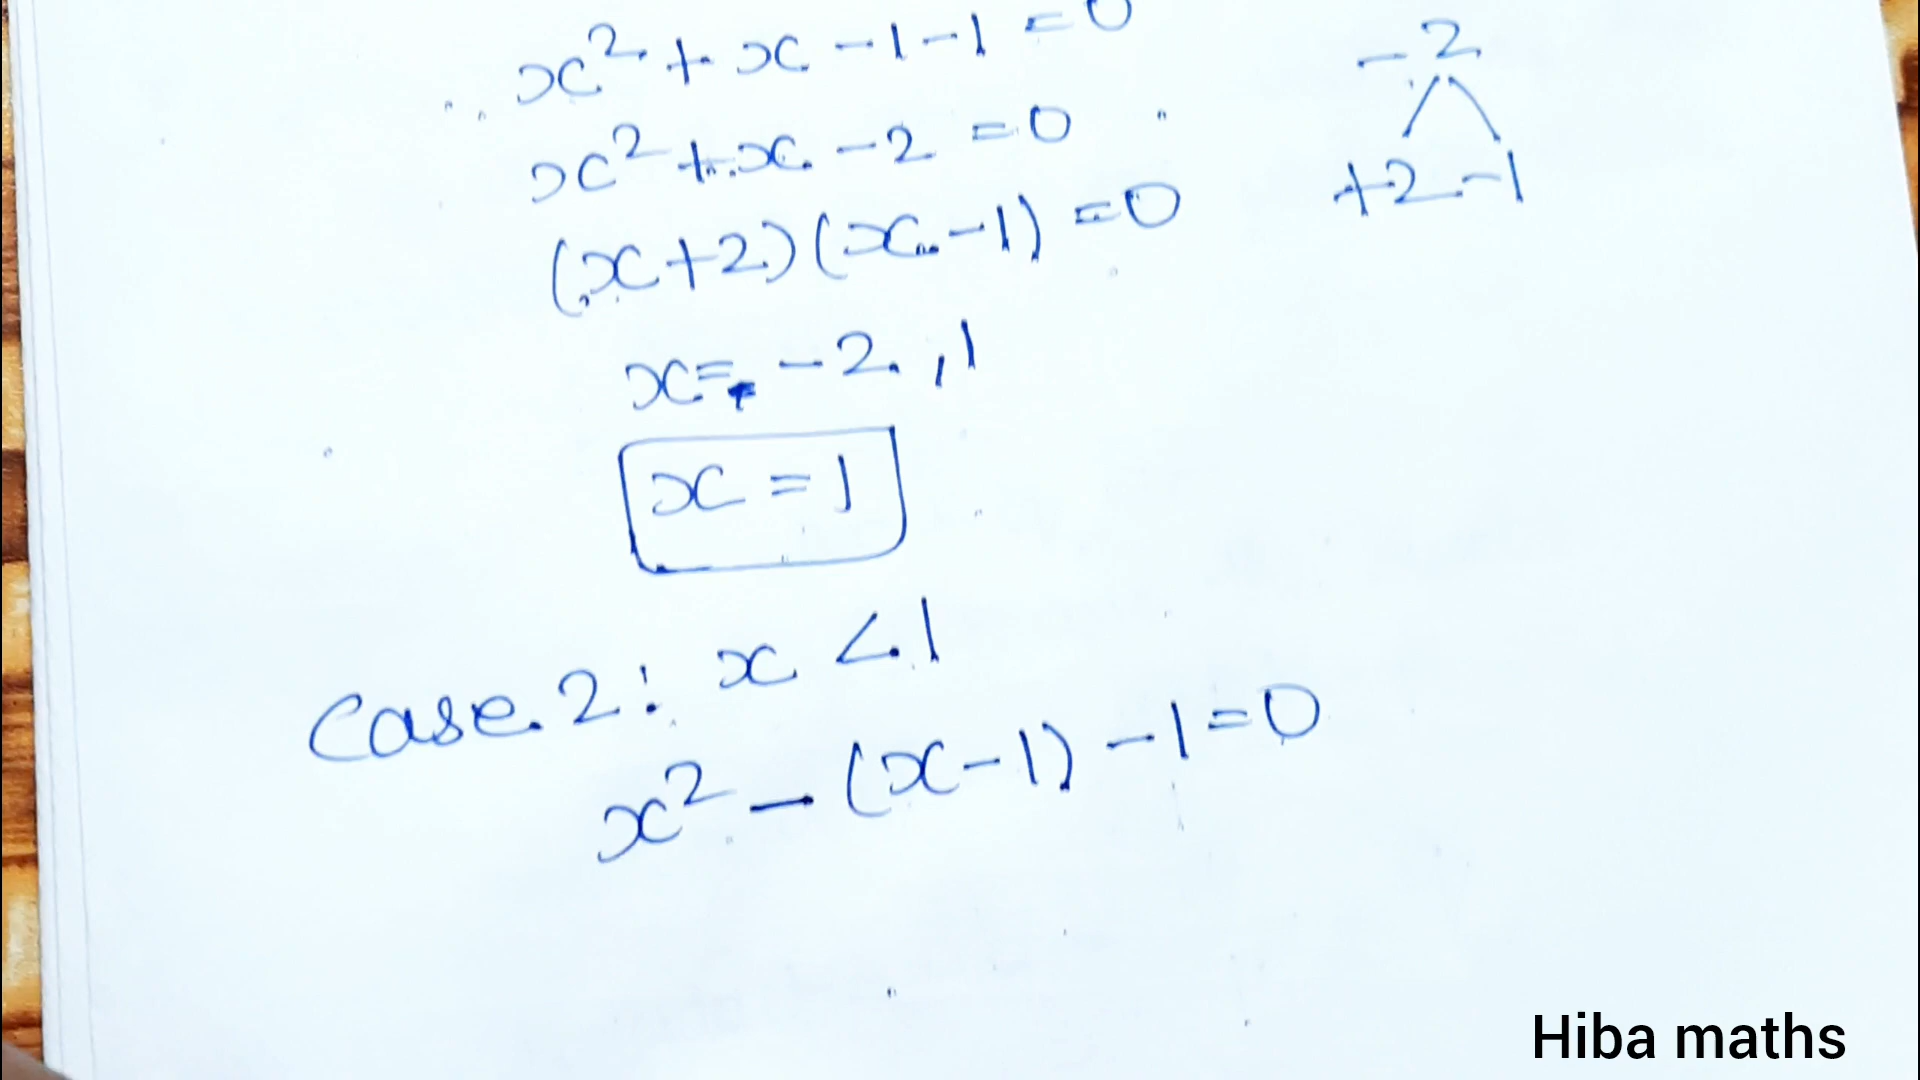 x² + x - 1 - 1 = 0
x² + x - 2 = 0
(x+2)(x-1) = 0
x = -2, 1
x = 1
-2
+2 -1
Case 2: x < 1
x² - (x-1) - 1 = 0
Hiba maths